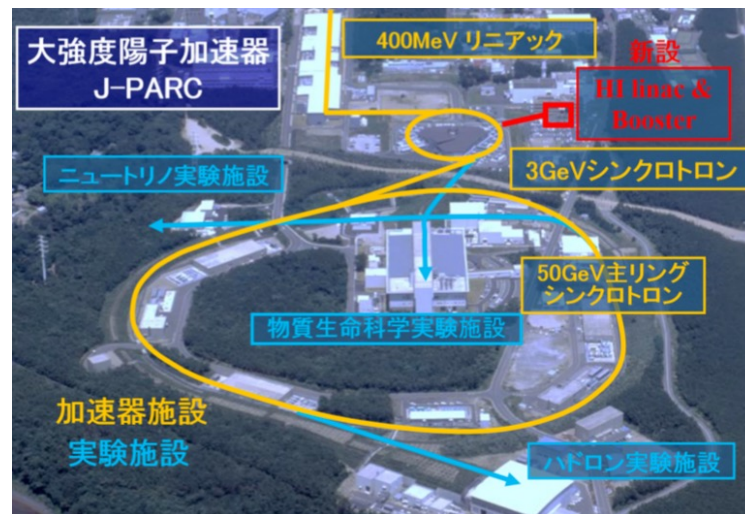 大強度陽子加速器
J-PARC
400MeV リニアック
新設
HI linac &
Booster
ニュートリノ実験施設
3GeVシンクロトロン
50GeV主リング
シンクロトロン
物質生命科学実験施設
加速器施設
実験施設
ハドロン実験施設